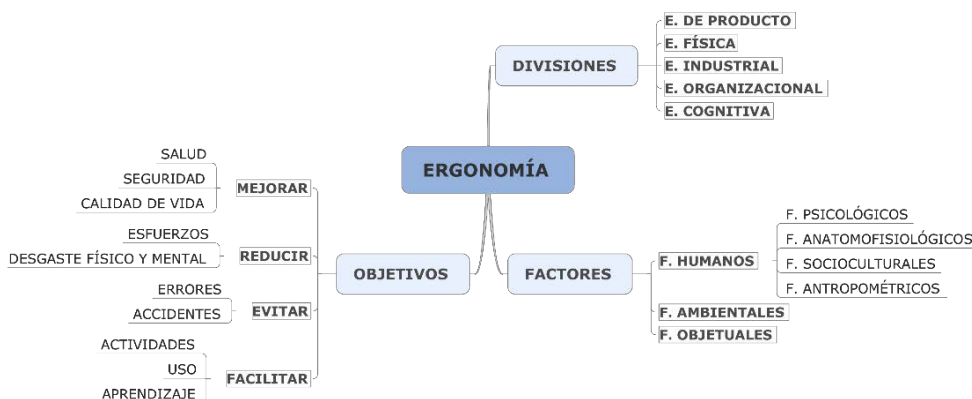 ERGONOMÍA
DIVISIONES
E. DE PRODUCTO
E. FÍSICA
E. INDUSTRIAL
E. ORGANIZACIONAL
E. COGNITIVA
OBJETIVOS
MEJORAR
SALUD
SEGURIDAD
CALIDAD DE VIDA
REDUCIR
ESFUERZOS
DESGASTE FÍSICO Y MENTAL
EVITAR
ERRORES
ACCIDENTES
FACILITAR
ACTIVIDADES
USO
APRENDIZAJE
FACTORES
F. HUMANOS
F. PSICOLÓGICOS
F. ANATOMOFISIOLÓGICOS
F. SOCIOCULTURALES
F. ANTROPOMÉTRICOS
F. AMBIENTALES
F. OBJETUALES